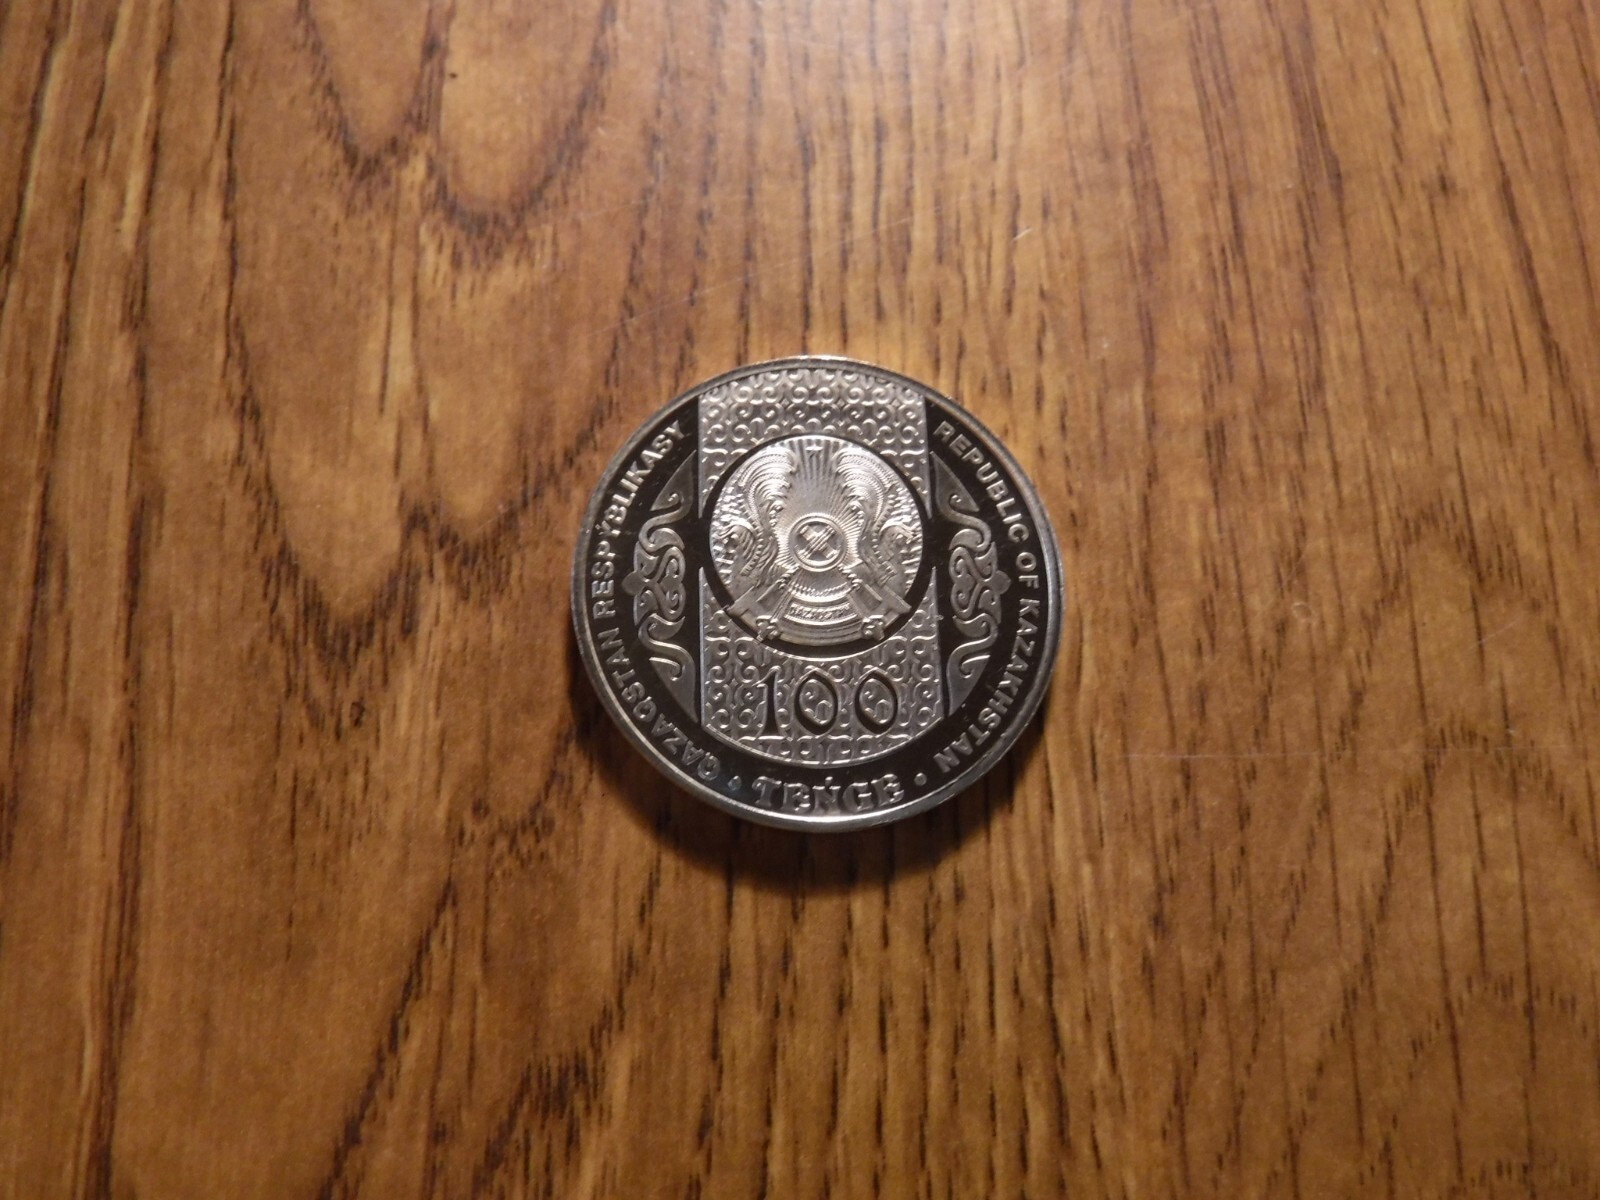 QAZAQSTAN RESPÝBLIKASY
REPUBLIC OF KAZAKHSTAN
100
• TEŃGE •